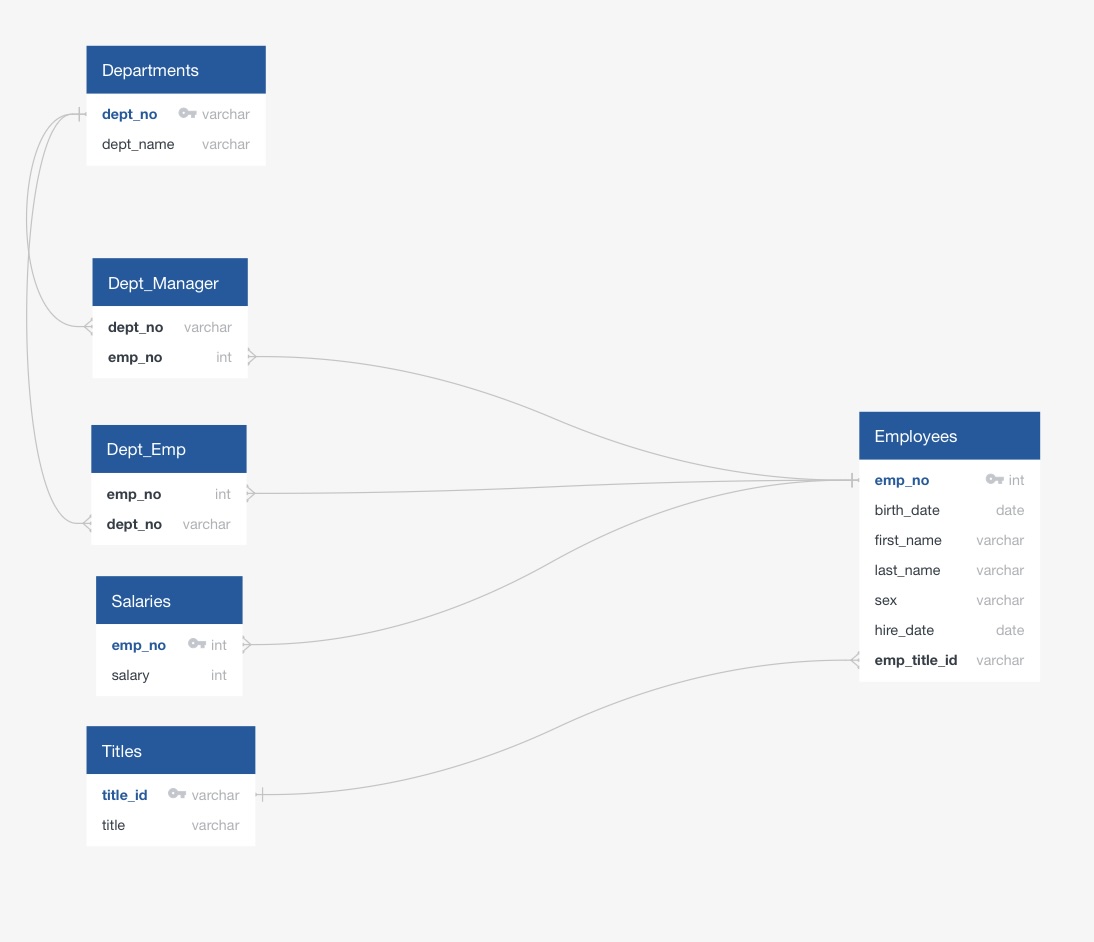 Departments
dept_no varchar
dept_name varchar
Dept_Manager
dept_no varchar
emp_no int
Dept_Emp
emp_no int
dept_no varchar
Salaries
emp_no int
salary int
Titles
title_id varchar
title varchar
Employees
emp_no int
birth_date date
first_name varchar
last_name varchar
sex varchar
hire_date date
emp_title_id varchar